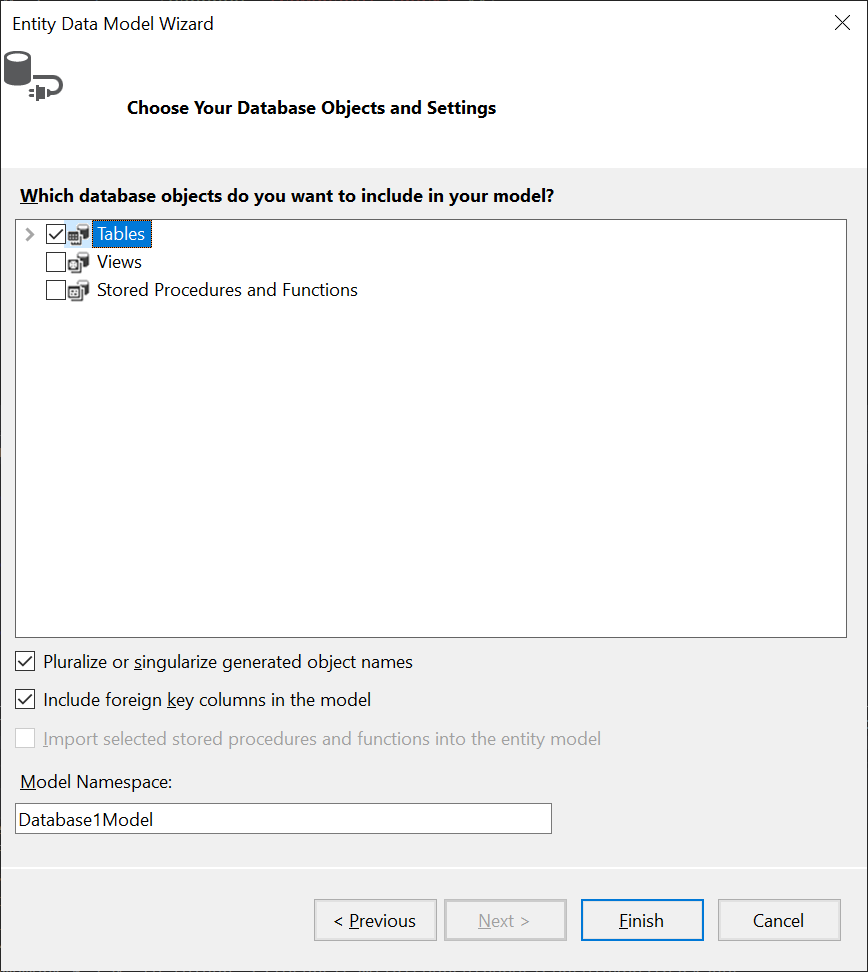 Entity Data Model Wizard
Choose Your Database Objects and Settings
Which database objects do you want to include in your model?
Tables
Views
Stored Procedures and Functions
Pluralize or singularize generated object names
Include foreign key columns in the model
Import selected stored procedures and functions into the entity model
Model Namespace:
Database1Model
< Previous
Next >
Finish
Cancel